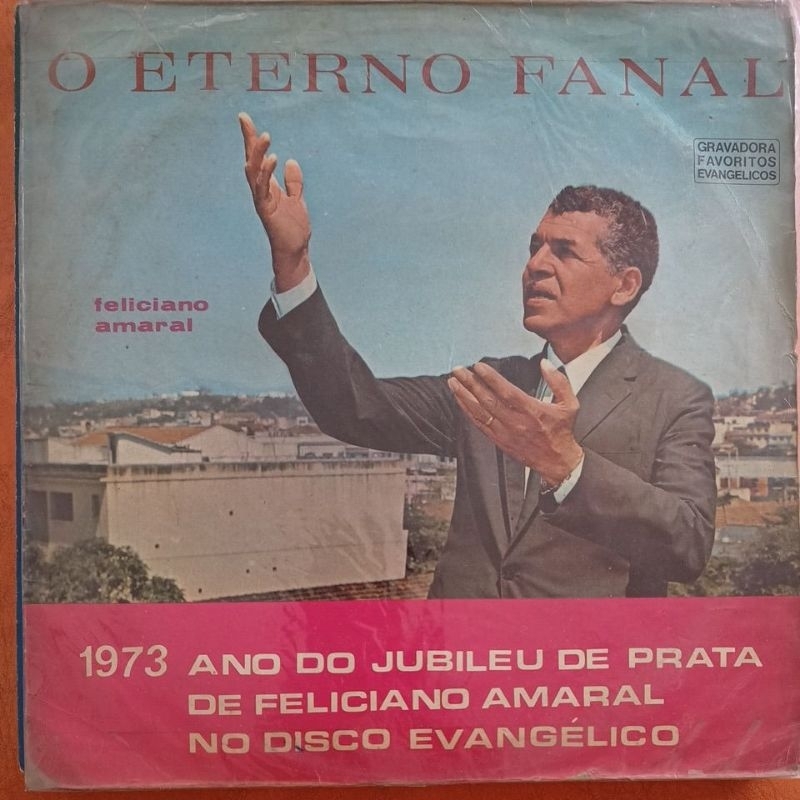 O ETERNO FANAL
GRAVADORA
FAVORITOS
EVANGELICOS
feliciano
amaral
1973 ANO DO JUBILEU DE PRATA
DE FELICIANO AMARAL
NO DISCO EVANGÉLICO